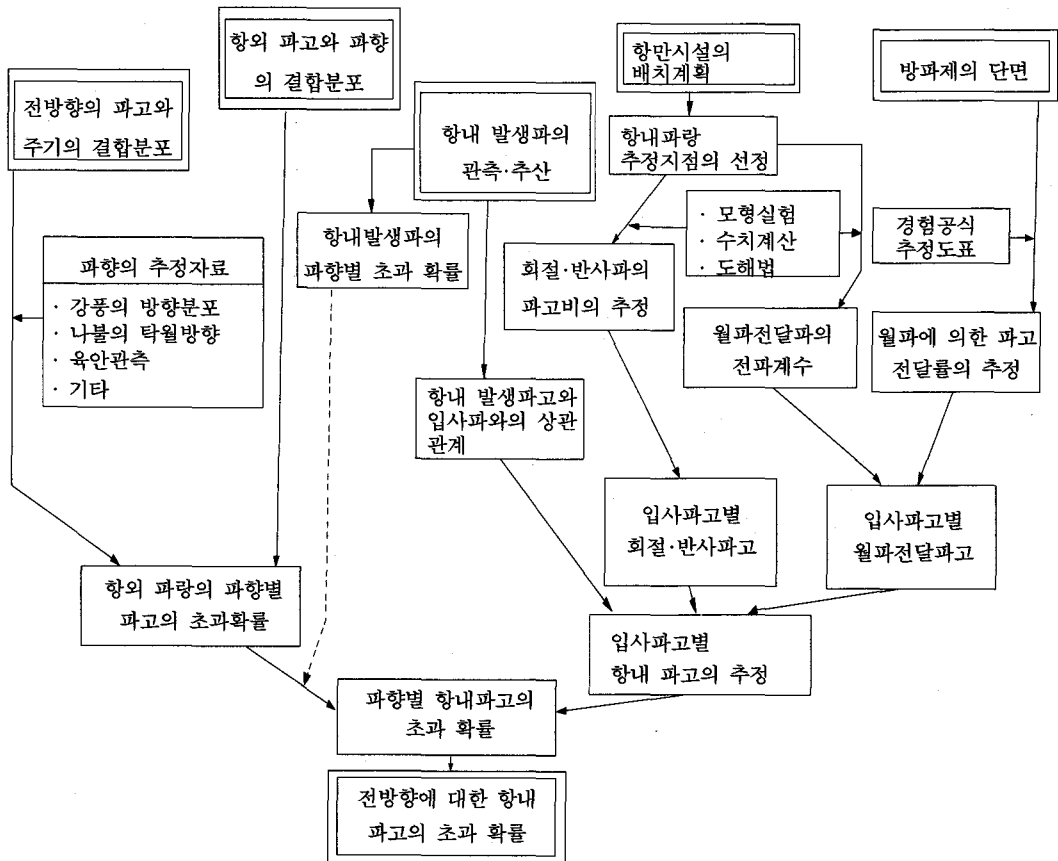 항외 파고와 파향
의 결합분포
항만시설의
배치계획
방파제의 단면
전방향의 파고와
주기의 결합분포
항내 발생파의
관측·추산
항내파랑
추정지점의 선정
· 모형실험
· 수치계산
· 도해법
경험공식
추정도표
항내발생파의
파향별 초과 확률
회절·반사파의
파고비의 추정
파향의 추정자료
· 강풍의 방향분포
· 나불의 탁월방향
· 육안관측
· 기타
월파전달파의
전파계수
월파에 의한 파고
전달률의 추정
항내 발생파고와
입사파와의 상관
관계
입사파고별
회절·반사파고
입사파고별
월파전달파고
항외 파랑의 파향별
파고의 초과확률
입사파고별
항내 파고의 추정
파향별 항내파고의
초과 확률
전방향에 대한 항내
파고의 초과 확률